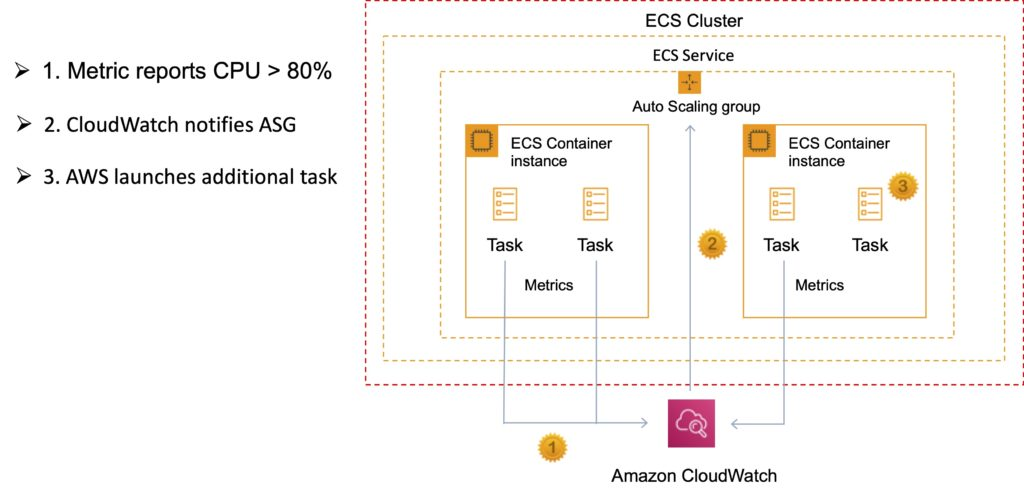 ➢ 1. Metric reports CPU > 80%
➢ 2. CloudWatch notifies ASG
➢ 3. AWS launches additional task
ECS Cluster
ECS Service
Auto Scaling group
ECS Container
instance
Task
Task
Metrics
ECS Container
instance
3
Task
Task
Metrics
2
1
Amazon CloudWatch